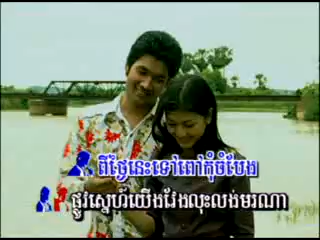 ពីថ្ងៃនេះទៅពៅកុំចំបែង
ផ្លូវស្នេហ៍យើងវែងលុះលង់មរណា